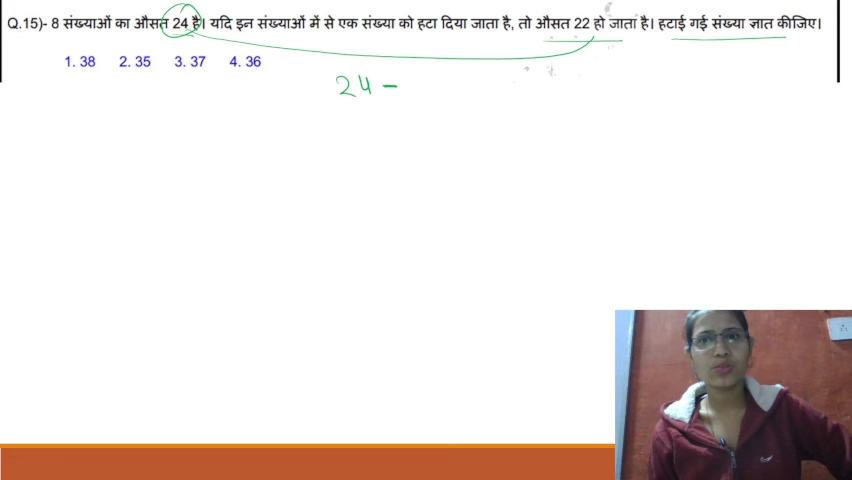 Q.15)- 8 संख्याओं का औसत 24 है। यदि इन संख्याओं में से एक संख्या को हटा दिया जाता है, तो औसत 22 हो जाता है। हटाई गई संख्या ज्ञात कीजिए।
1. 38 2. 35 3. 37 4. 36
24 -